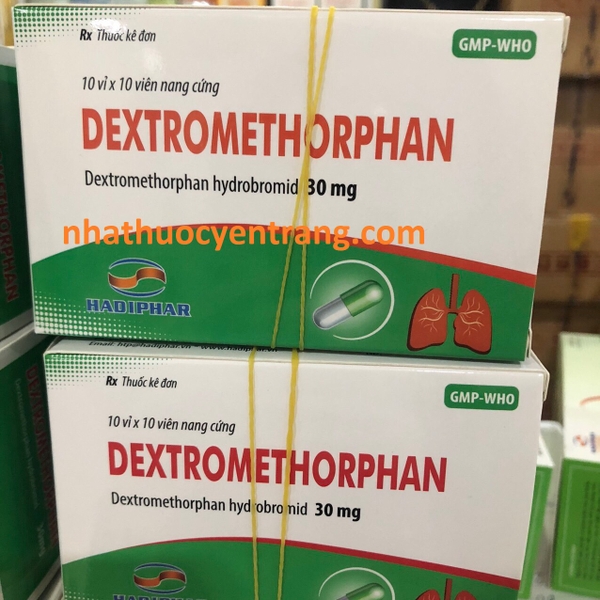 Rx Thuốc kê đơn
GMP-WHO
10 vỉ x 10 viên nang cứng
DEXTROMETHORPHAN
Dextromethorphan hydrobromid 30 mg
nhathuocyentrang.com
HADIPHAR
Rx Thuốc kê đơn
GMP-WHO
10 vỉ x 10 viên nang cứng
DEXTROMETHORPHAN
Dextromethorphan hydrobromid 30 mg
HADIPHAR